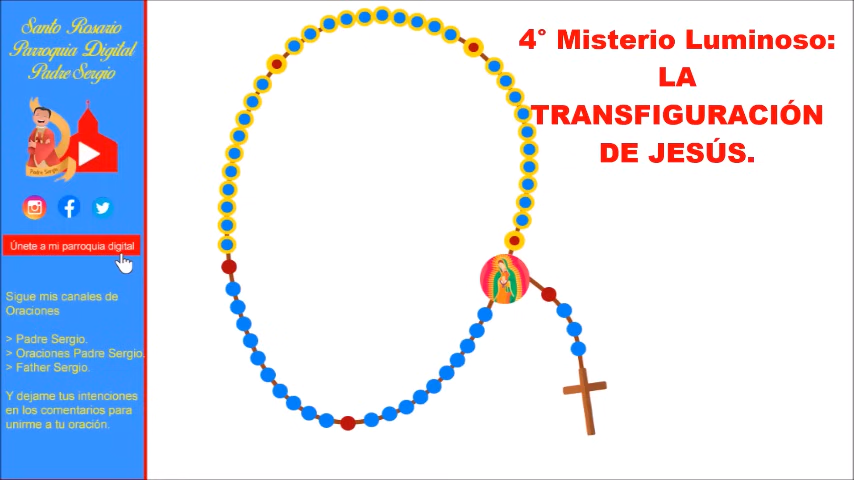 Santo Rosario
Parroquia Digital
Padre Sergio
Padre Sergio
Únete a mi parroquia digital
Sigue mis canales de
Oraciones
> Padre Sergio.
> Oraciones Padre Sergio.
> Father Sergio.
Y dejame tus intenciones
en los comentarios para
unirme a tu oración.
4° Misterio Luminoso:
LA
TRANSFIGURACIÓN
DE JESÚS.